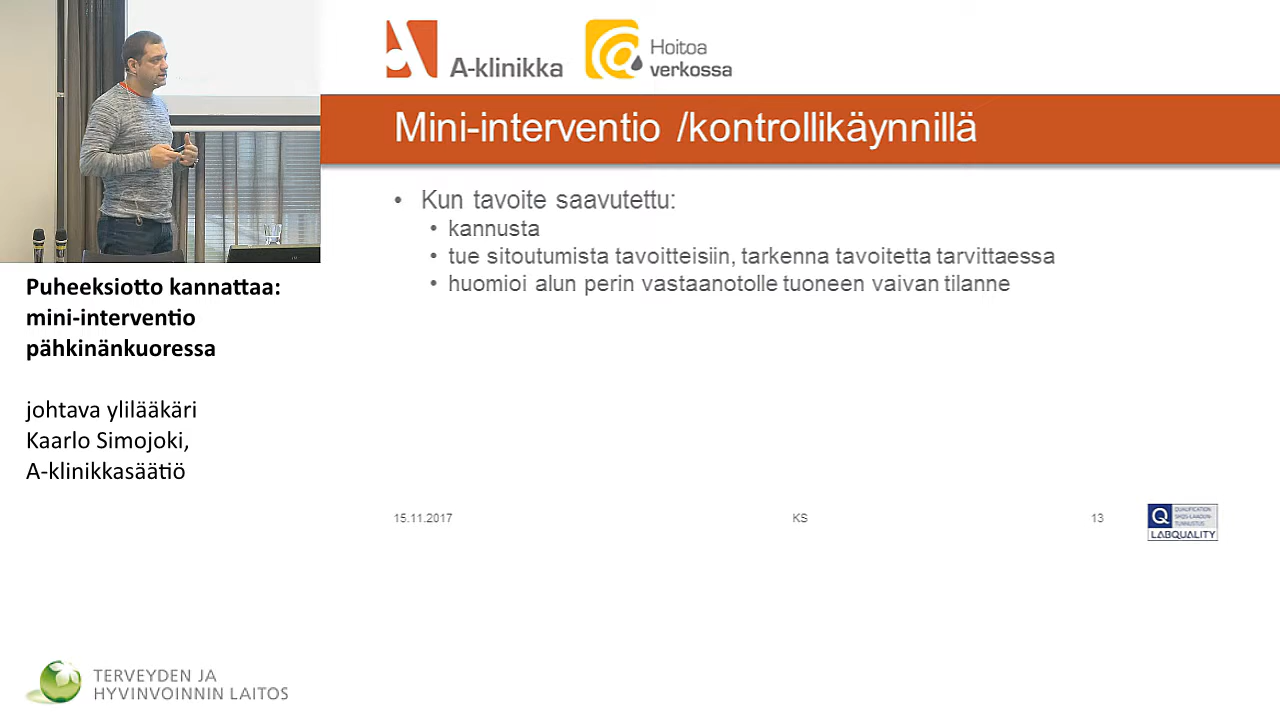 A-klinikka
Hoitoa
verkossa
Mini-interventio /kontrollikäynnillä
• Kun tavoite saavutettu:
• kannusta
• tue sitoutumista tavoitteisiin, tarkenna tavoitetta tarvittaessa
• huomioi alun perin vastaanotolle tuoneen vaivan tilanne
Puheeksiotto kannattaa:
mini-interventio
pähkinänkuoressa
johtava ylilääkäri
Kaarlo Simojoki,
A-klinikkasäätiö
15.11.2017
KS
13
Q
LABQUALITY
TERVEYDEN JA
HYVINVOINNIN LAITOS